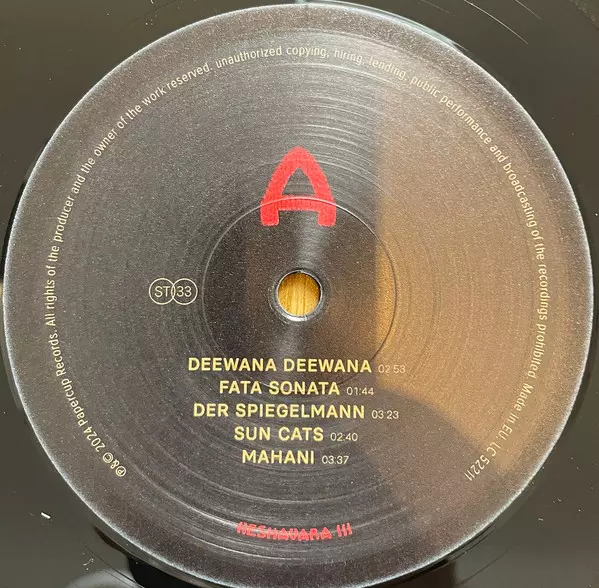 ℗&© 2024 Papercup Records. All rights of the producer and the owner of the work reserved. unauthorized copying, hiring, lending, public performance and broadcasting of the recordings prohibited. Made in EU. LC 52211
A
ST 33
DEEWANA DEEWANA 02:53
FATA SONATA 01:44
DER SPIEGELMANN 03:23
SUN CATS 02:40
MAHANI 03:37
KESHAVARA III